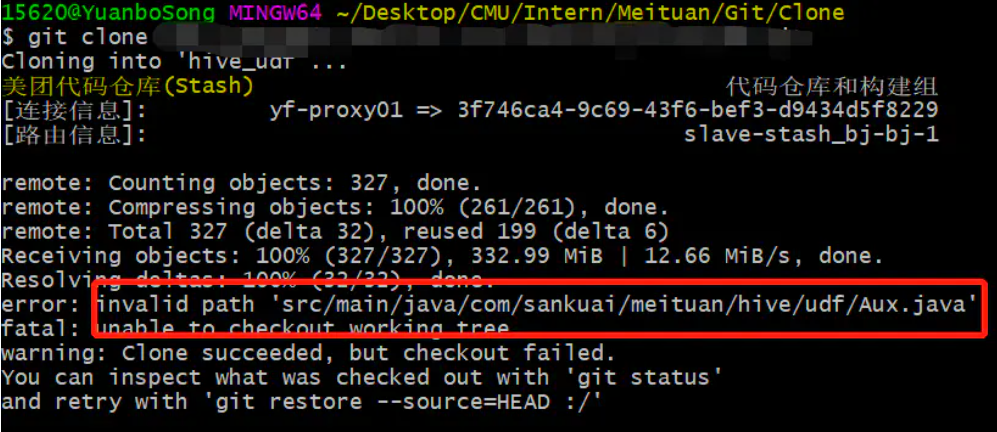 15620@YuanboSong MINGW64 ~/Desktop/CMU/Intern/Meituan/Git/Clone
$ git clone
Cloning into 'hive_udf'...
美团代码仓库(Stash) 代码仓库和构建组
[连接信息]: yf-proxy01 => 3f746ca4-9c69-43f6-bef3-d9434d5f8229
[路由信息]: slave-stash_bj-bj-1
remote: Counting objects: 327, done.
remote: Compressing objects: 100% (261/261), done.
remote: Total 327 (delta 32), reused 199 (delta 6)
Receiving objects: 100% (327/327), 332.99 MiB | 12.66 MiB/s, done.
Resolving deltas: 100% (32/32), done.
error: invalid path 'src/main/java/com/sankuai/meituan/hive/udf/Aux.java'
fatal: unable to checkout working tree
warning: Clone succeeded, but checkout failed.
You can inspect what was checked out with 'git status'
and retry with 'git restore --source=HEAD :/'